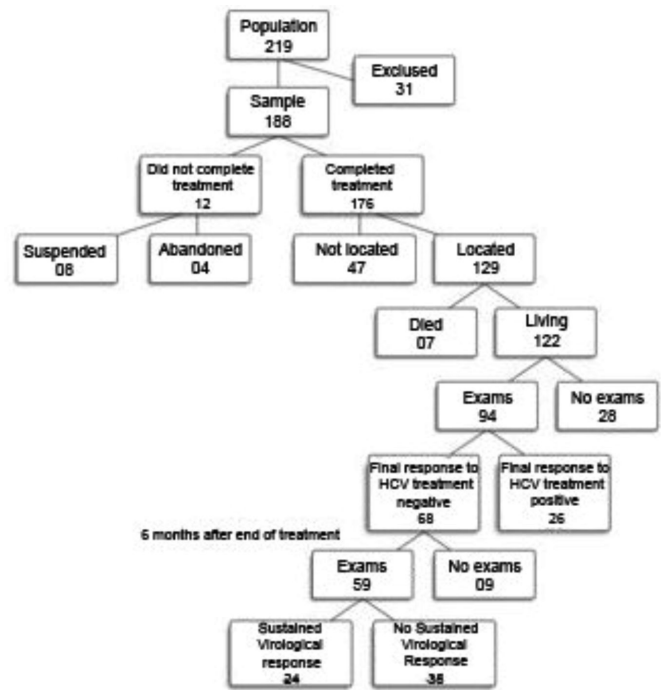 Population
219
Exclused
31
Sample
188
Did not complete
treatment
12
Completed
treatment
176
Suspended
08
Abandoned
04
Not located
47
Located
129
Died
07
Living
122
Exams
94
No exams
28
Final response to
HCV treatment
negative
68
Final response to
HCV treatment
positive
26
6 months after end of treatment
Exams
59
No exams
09
Sustained
Virological
response
24
No Sustained
Virological
Response
35